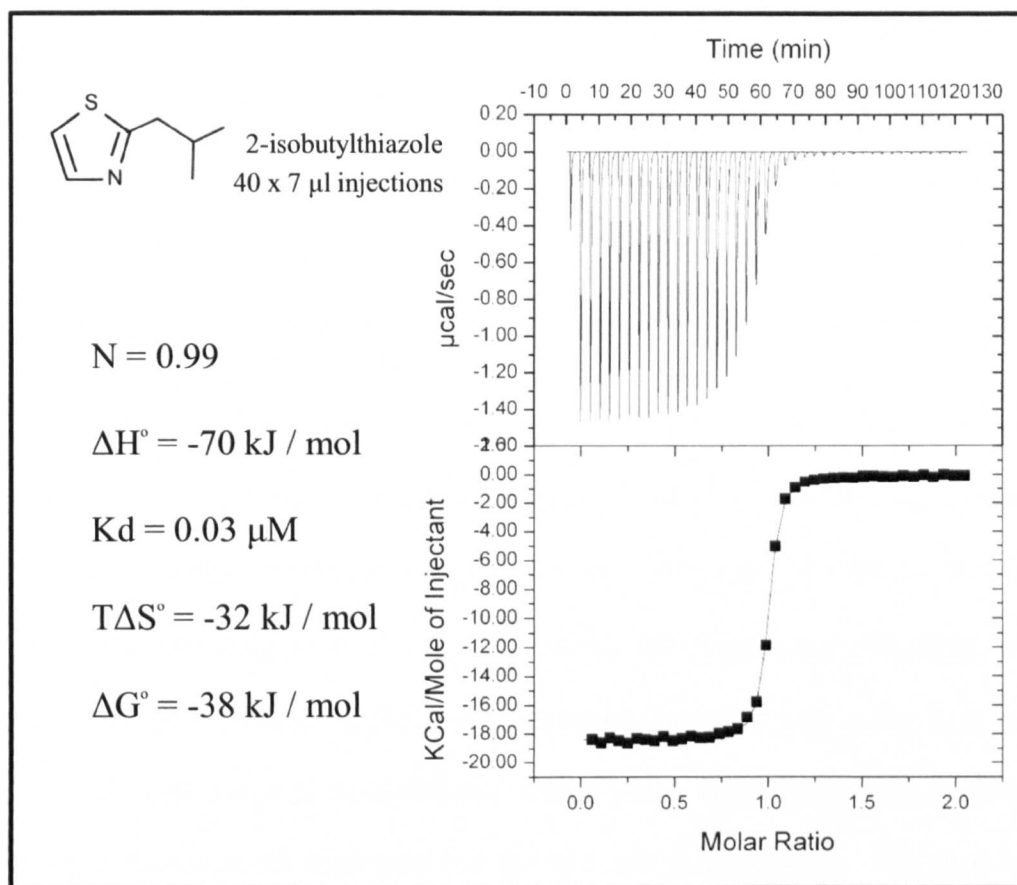 Time (min)
-10 0 10 20 30 40 50 60 70 80 90 100 110 120 130
S
N
2-isobutylthiazole
40 x 7 µl injections
0.20
0 00
-0.20
-0.40
-0.60
-0.80
-1.00
-1.20
-1.40
µcal/sec
N = 0.99
ΔH° = -70 kJ / mol
Kd = 0.03 µM
TΔS° = -32 kJ / mol
ΔG° = -38 kJ / mol
0.00
-2.00
-4.00
-6.00
-8.00
-10.00
-12.00
-14.00
-16 00
-18.00
-20 00
KCal/Mole of Injectant
0.0 0.5 1.0 1.5 2.0
Molar Ratio